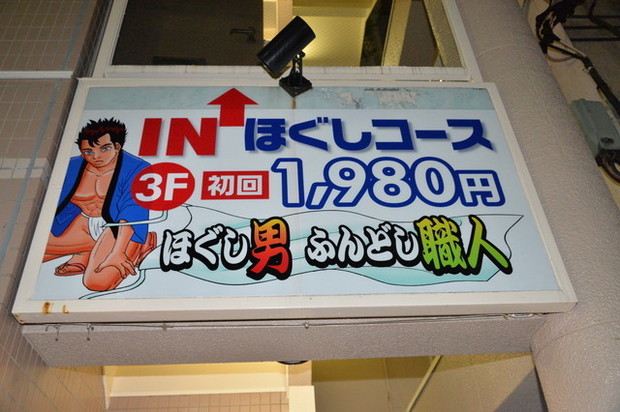 IN ほぐしコース
3F 初回 1,980円
ほぐし男 ふんどし職人